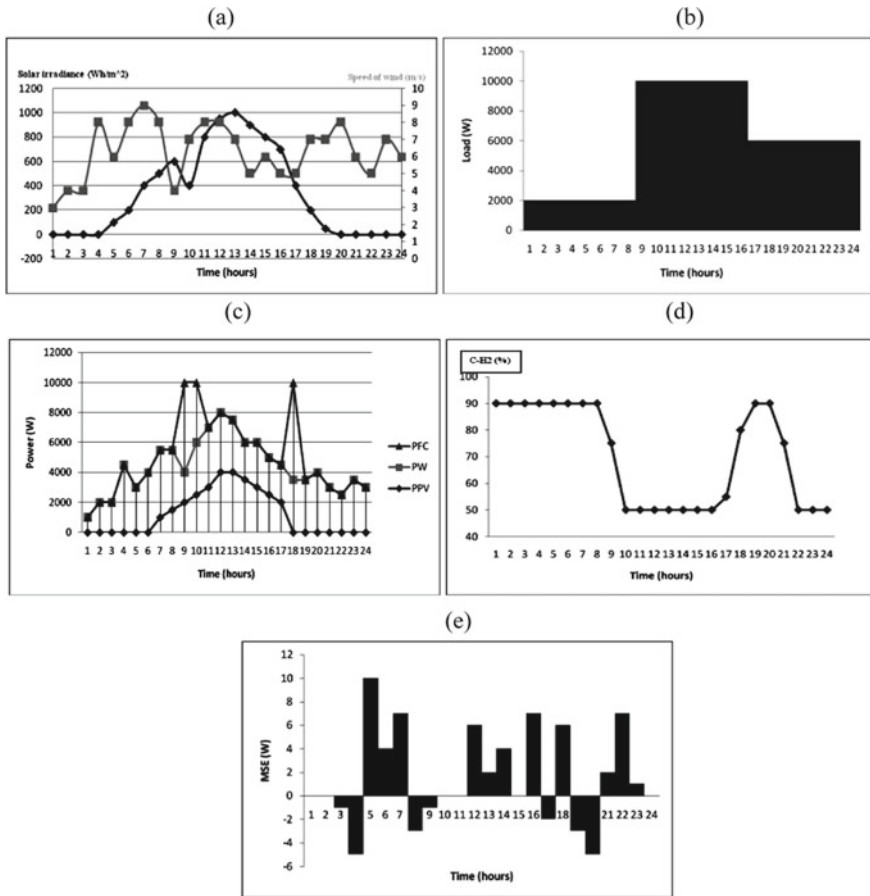 (a)
Solar irradiance (Wh/m^2)
Speed of wind (m/s)
1200
1000
800
600
400
200
0
-200
10
9
8
7
6
5
4
3
2
1
0
1 2 3 4 5 6 7 8 9 10 11 12 13 14 15 16 17 18 19 20 21 22 23 24
Time (hours)
(b)
12000
10000
8000
6000
4000
2000
0
Load (W)
1 2 3 4 5 6 7 8 9 10 11 12 13 14 15 16 17 18 19 20 21 22 23 24
Time (hours)
(c)
12000
10000
8000
6000
4000
2000
0
Power (W)
1 2 3 4 5 6 7 8 9 10 11 12 13 14 15 16 17 18 19 20 21 22 23 24
Time (hours)
PFC
PW
PPV
(d)
C-H2 (%)
100
90
80
70
60
50
40
1 2 3 4 5 6 7 8 9 10 11 12 13 14 15 16 17 18 19 20 21 22 23 24
Time (hours)
(e)
12
10
8
6
4
2
0
-2
-4
-6
MSE (W)
1 2 3 5 6 7 8 9 10 11 12 13 14 15 16 17 18 21 22 23 24
Time (hours)